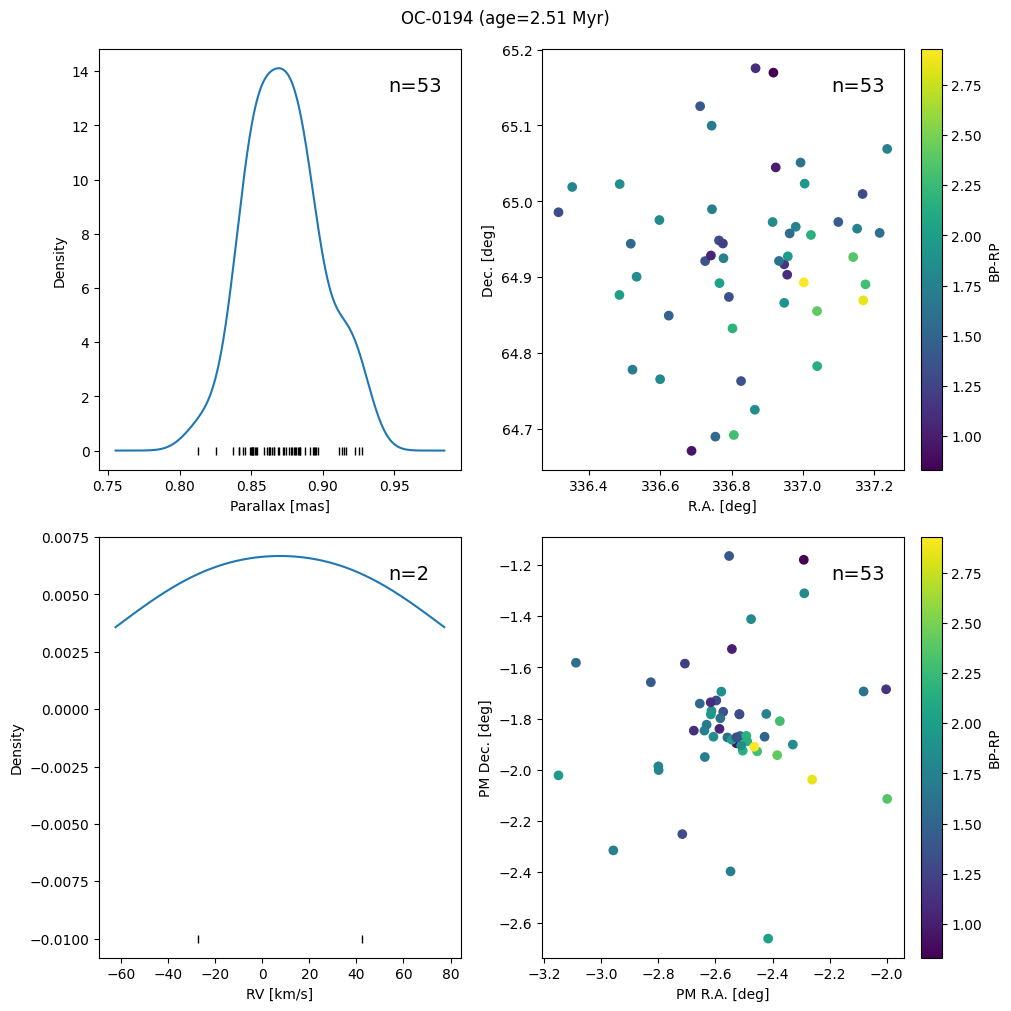 OC-0194 (age=2.51 Myr)
n=53
Density
14
12
10
8
6
4
2
0
0.75 0.80 0.85 0.90 0.95
Parallax [mas]
n=53
Dec. [deg]
65.2
65.1
65.0
64.9
64.8
64.7
336.4 336.6 336.8 337.0 337.2
R.A. [deg]
2.75
2.50
2.25
2.00
1.75
1.50
1.25
1.00
BP-RP
n=2
Density
0.0075
0.0050
0.0025
0.0000
−0.0025
−0.0050
−0.0075
−0.0100
−60 −40 −20 0 20 40 60 80
RV [km/s]
n=53
PM Dec. [deg]
−1.2
−1.4
−1.6
−1.8
−2.0
−2.2
−2.4
−2.6
−3.2 −3.0 −2.8 −2.6 −2.4 −2.2 −2.0
PM R.A. [deg]
2.75
2.50
2.25
2.00
1.75
1.50
1.25
1.00
BP-RP